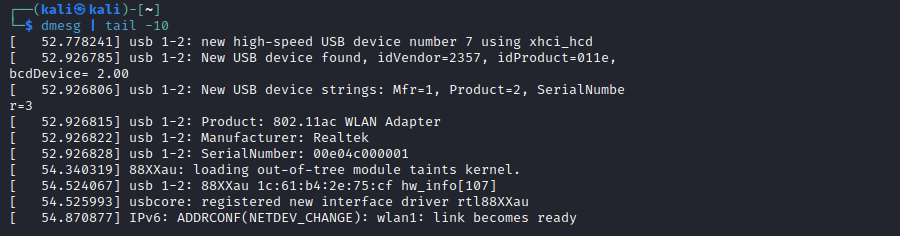 ┌──(kali㉿kali)-[~]
└─$ dmesg | tail -10
[   52.778241] usb 1-2: new high-speed USB device number 7 using xhci_hcd
[   52.926785] usb 1-2: New USB device found, idVendor=2357, idProduct=011e,
bcdDevice= 2.00
[   52.926806] usb 1-2: New USB device strings: Mfr=1, Product=2, SerialNumbe
r=3
[   52.926815] usb 1-2: Product: 802.11ac WLAN Adapter
[   52.926822] usb 1-2: Manufacturer: Realtek
[   52.926828] usb 1-2: SerialNumber: 00e04c000001
[   54.340319] 88XXau: loading out-of-tree module taints kernel.
[   54.524067] usb 1-2: 88XXau 1c:61:b4:2e:75:cf hw_info[107]
[   54.525993] usbcore: registered new interface driver rtl88XXau
[   54.870877] IPv6: ADDRCONF(NETDEV_CHANGE): wlan1: link becomes ready